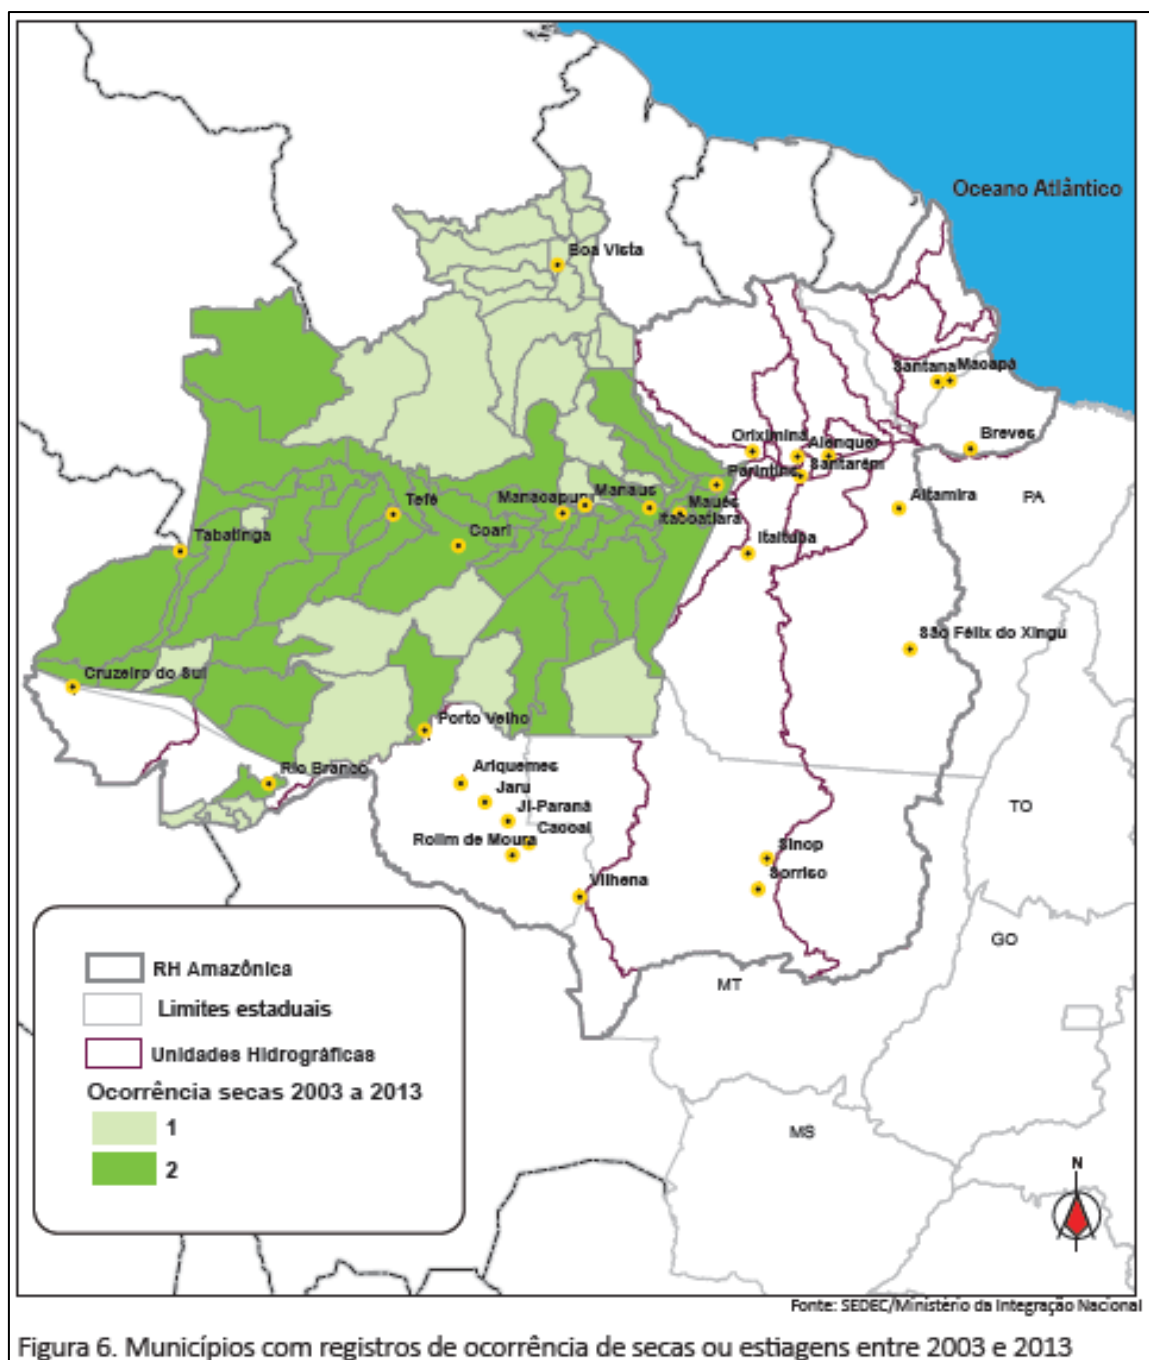 Oceano Atlântico
Boa Vista
Santana
Macapá
Oriximiná
Alenquer
Breves
Parintins
Santarém
Tefé
Manacapuru
Manaus
Maués
Itacoatiara
Altamira
PA
Tabatinga
Coari
Itaituba
São Félix do Xingu
Cruzeiro do Sul
Porto Velho
Rio Branco
Ariquemes
Jaru
Ji-Paraná
Cacoal
Rolim de Moura
TO
Sinop
Sorriso
Vilhena
GO
MT
MS
RH Amazônica
Limites estaduais
Unidades Hidrográficas
Ocorrência secas 2003 a 2013
1
2
N
Fonte: SEDEC/Ministério da Integração Nacional
Figura 6. Municípios com registros de ocorrência de secas ou estiagens entre 2003 e 2013